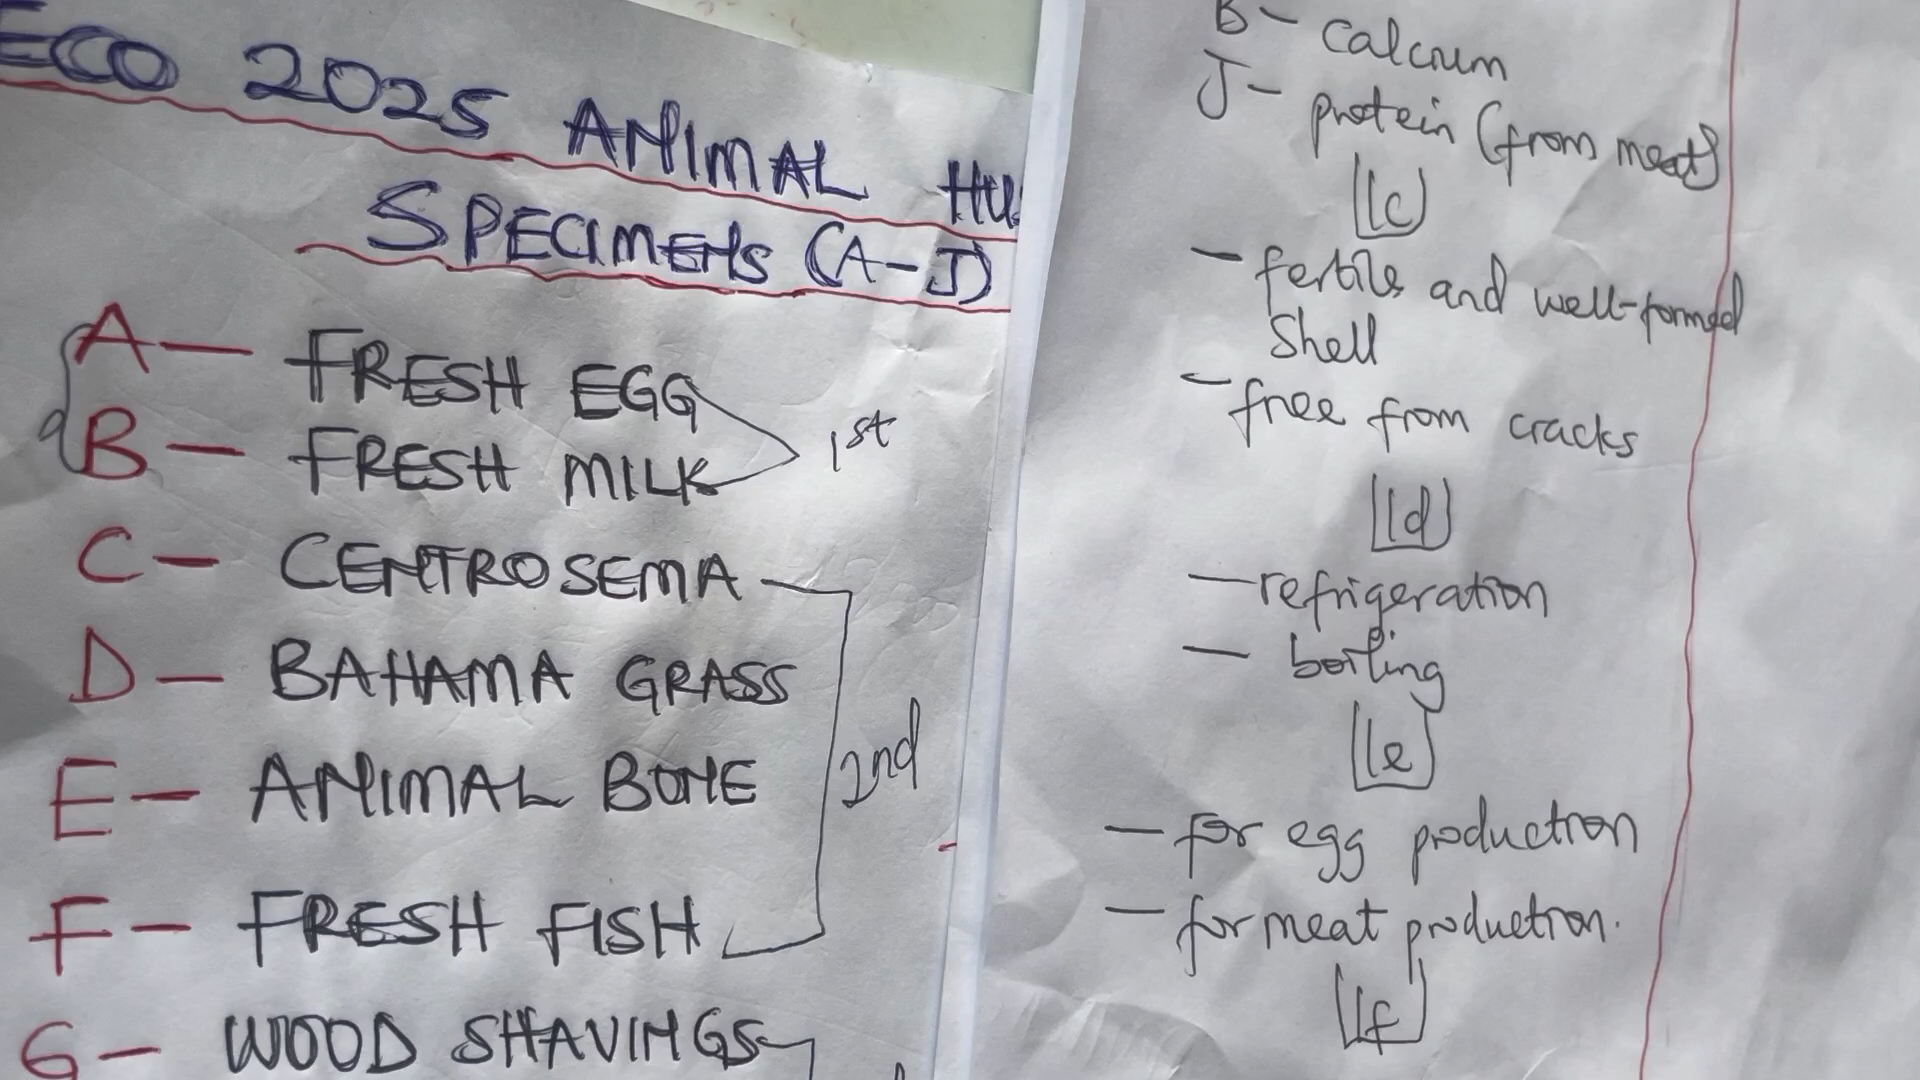 ECO 2025 ANIMAL HU
SPECIMENS (A-J)
A- FRESH EGG
B- FRESH MILK
1st
C- CENTROSEMA
D- BAHAMA GRASS
E- ANIMAL BONE
F- FRESH FISH
2nd
G- WOOD SHAVINGS
B- calcium
J- protein (from meat)
1c
- fertile and well-formed
shell
- free from cracks
1d
- refrigeration
- boiling
1e
- for egg production
- for meat production.
1f